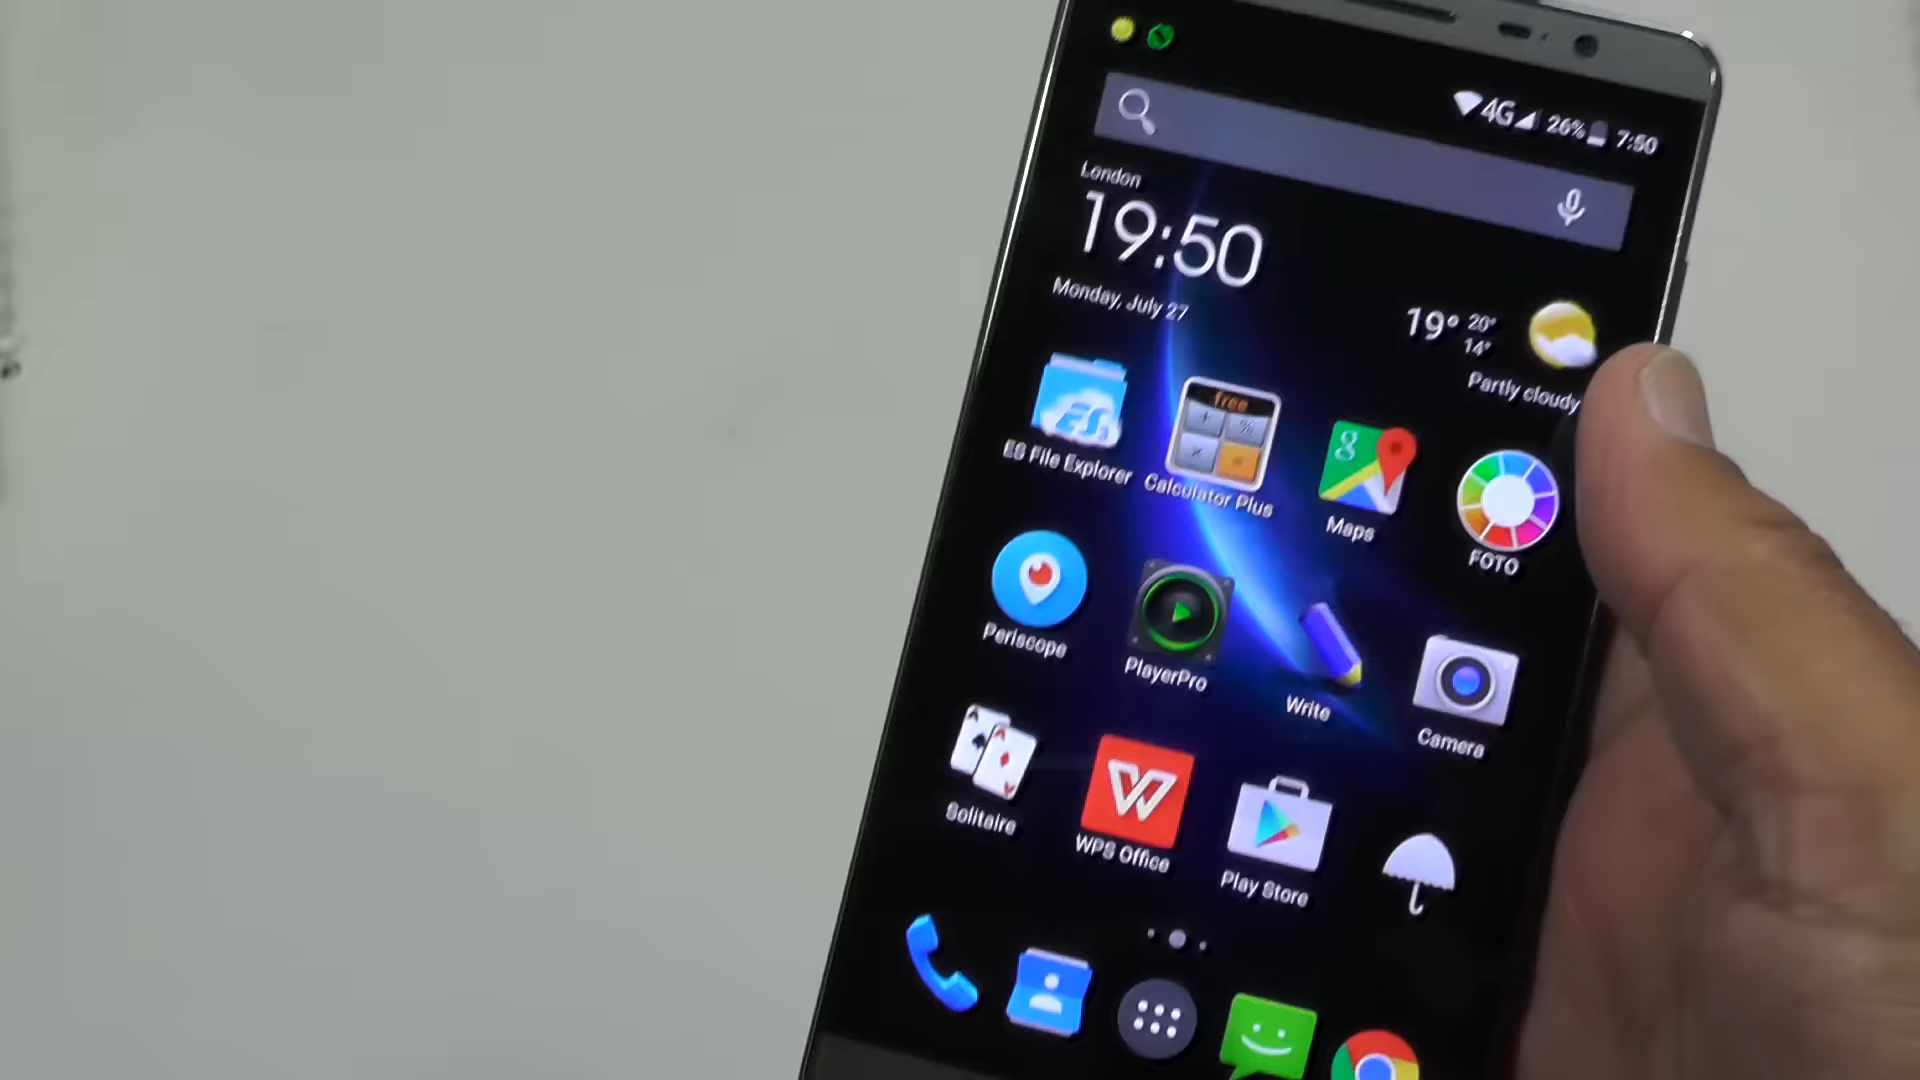 4G 26% 7:50
London
19:50
Monday, July 27
19° 20°
14°
Partly cloudy
free
+ %
× =
ES
ES File Explorer
Calculator Plus
g
Maps
FOTO
Periscope
PlayerPro
Write
Camera
A A
A
Solitaire
W
WPS Office
Play Store